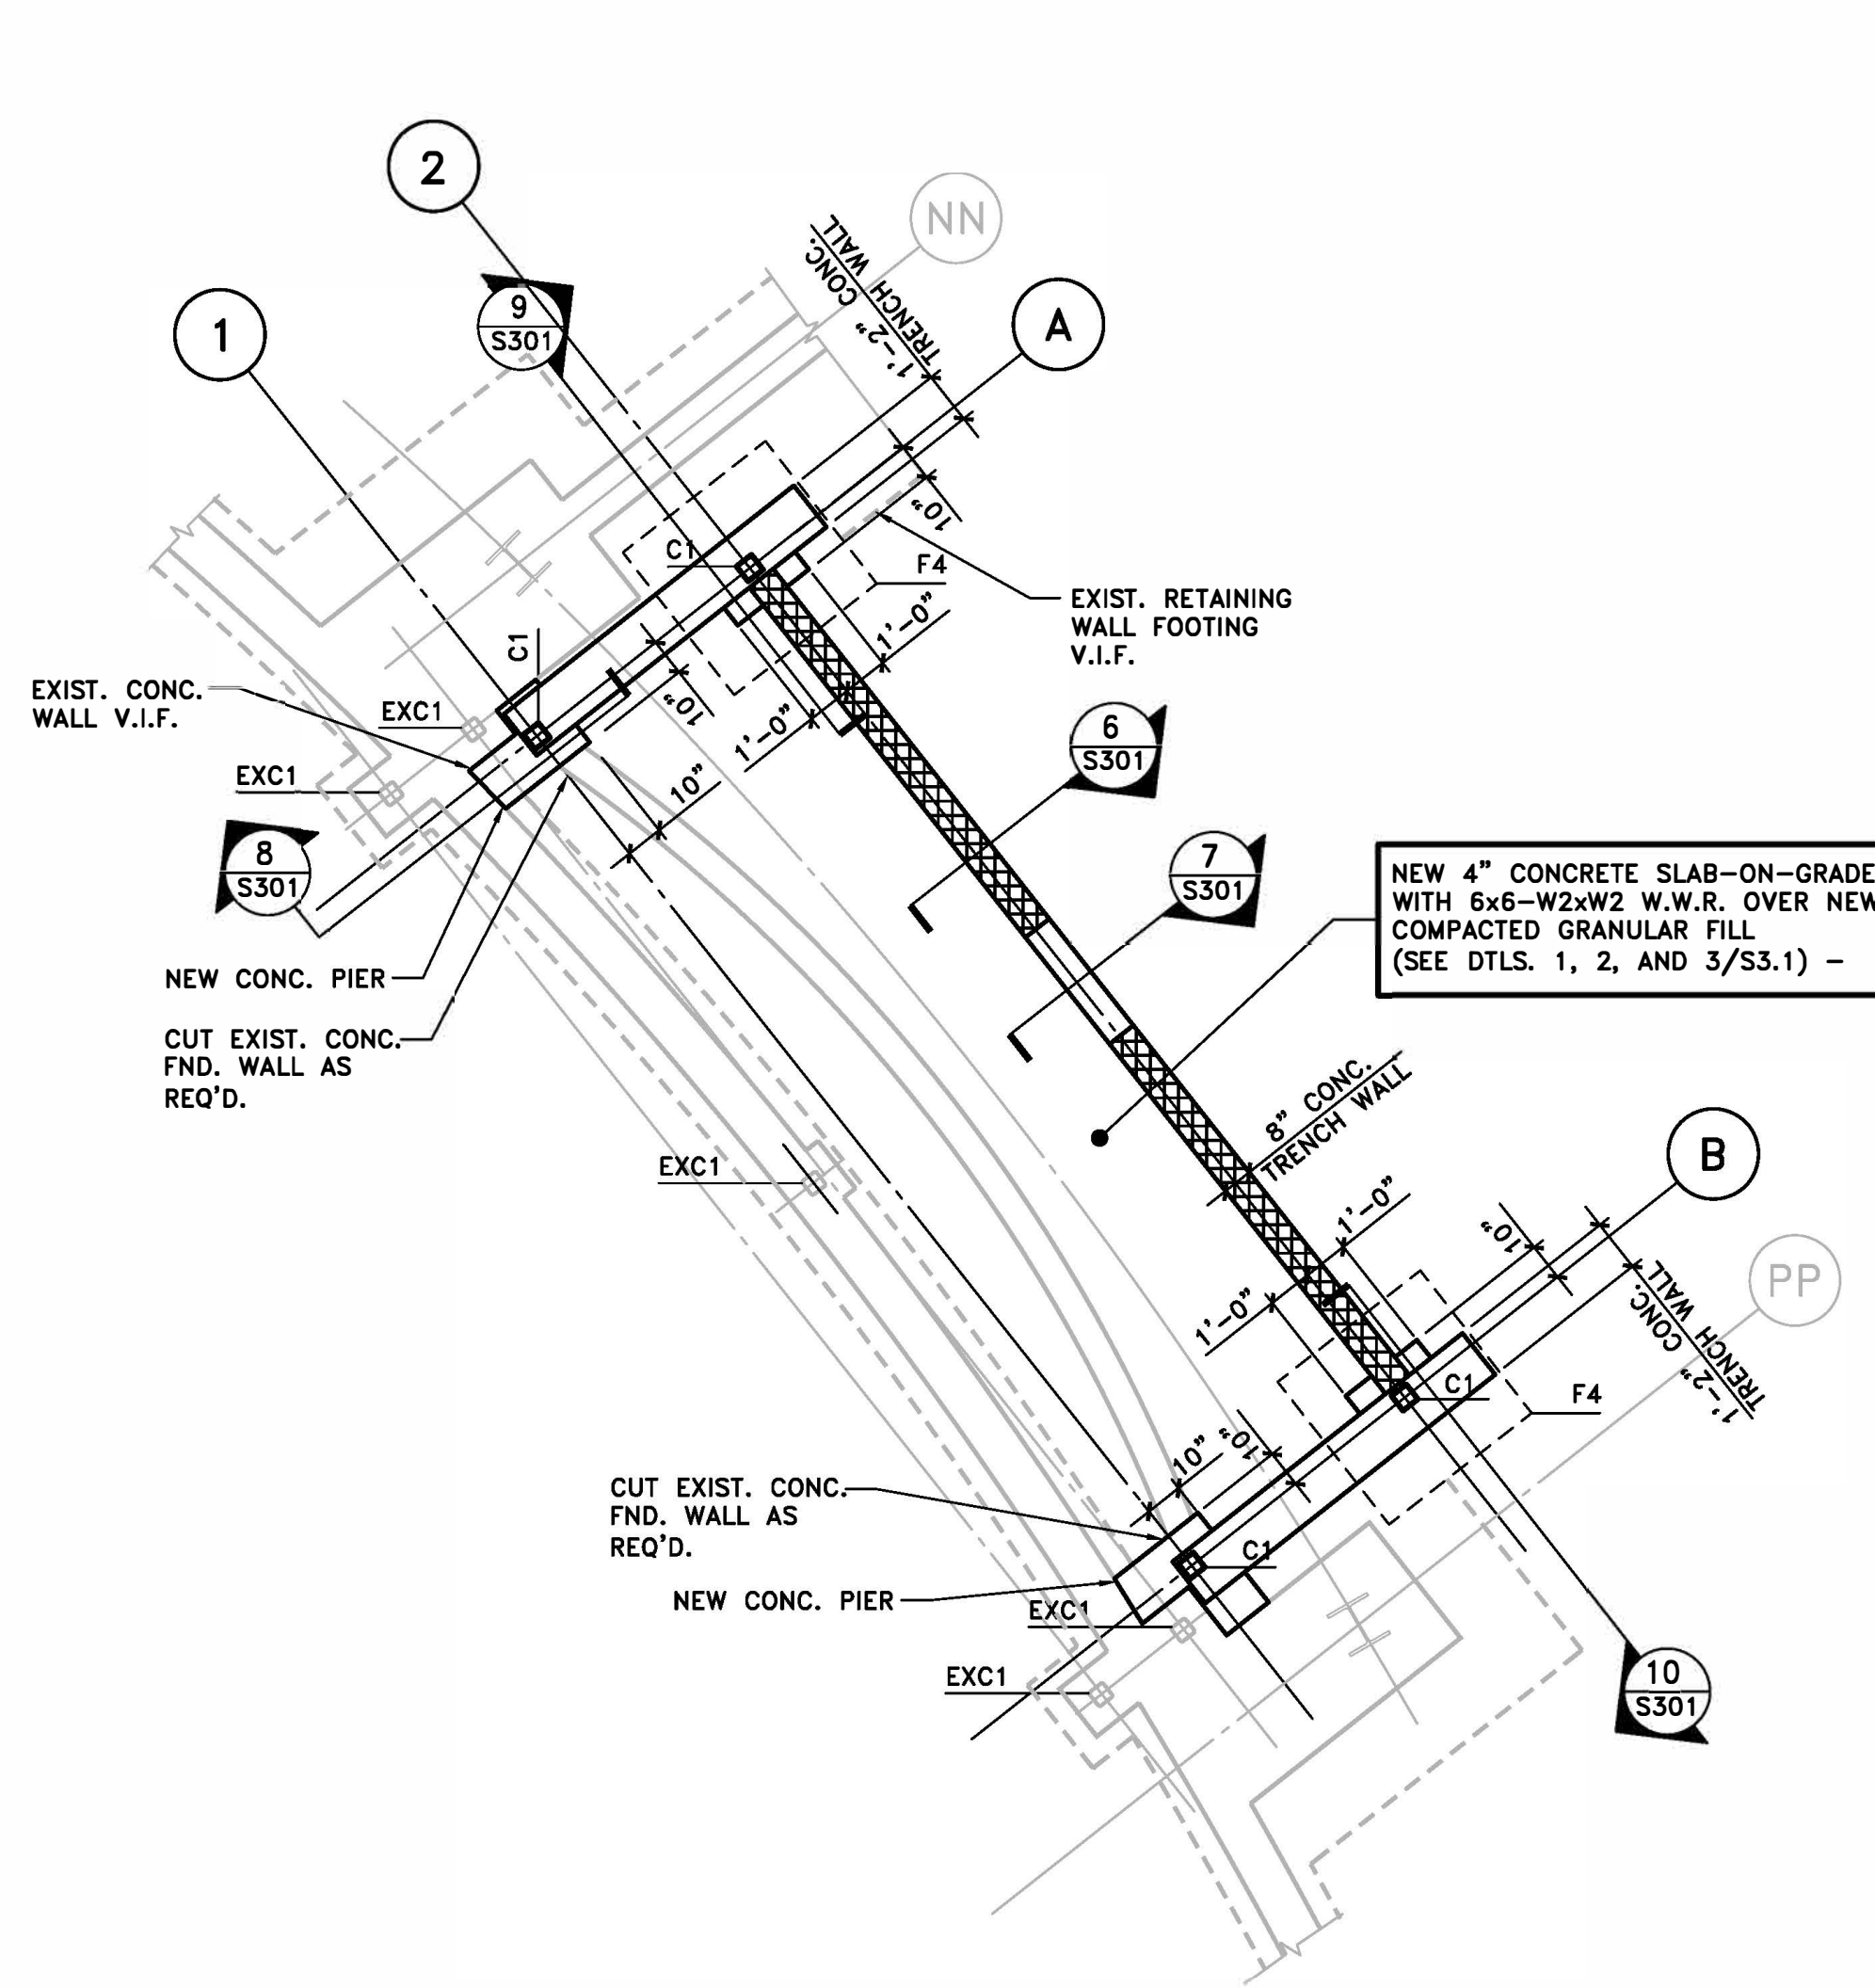 2
NN
1'-2" CONC.
TRENCH WALL
1
9
S301
A
10"
C1
F4
1'-0"
EXIST. RETAINING
WALL FOOTING
V.I.F.
C1
EXIST. CONC.
WALL V.I.F.
EXC1
10"
1'-0"
6
S301
EXC1
10"
8
S301
7
S301
NEW 4" CONCRETE SLAB-ON-GRADE
WITH 6x6-W2xW2 W.W.R. OVER NEW
COMPACTED GRANULAR FILL
(SEE DTLS. 1, 2, AND 3/S3.1) -
NEW CONC. PIER
CUT EXIST. CONC.
FND. WALL AS
REQ'D.
8" CONC.
TRENCH WALL
EXC1
B
1'-0"
10"
PP
1'-0"
1'-2" CONC.
TRENCH WALL
C1
F4
10"
10"
CUT EXIST. CONC.
FND. WALL AS
REQ'D.
C1
NEW CONC. PIER
EXC1
EXC1
10
S301